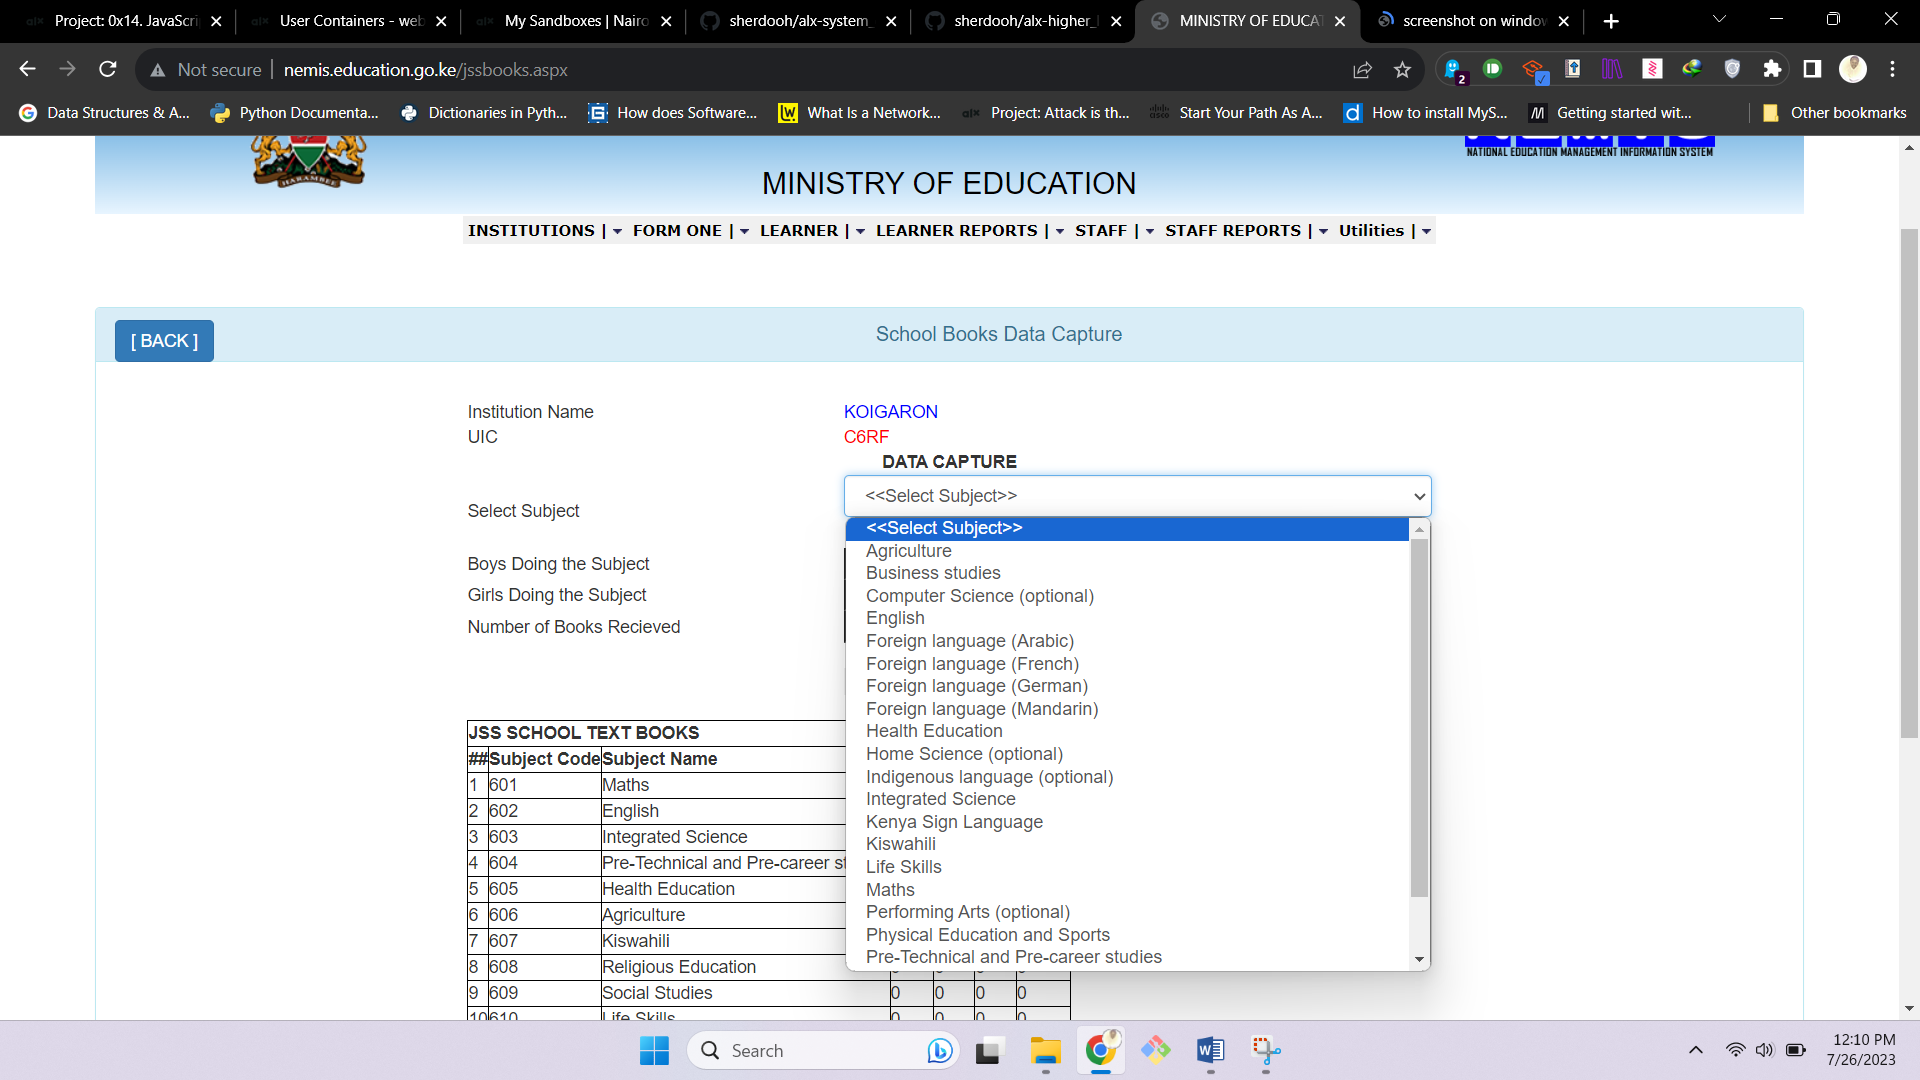 Project: 0x14. JavaScri
User Containers - web
My Sandboxes | Nairo
sherdooh/alx-system_
sherdooh/alx-higher_l
MINISTRY OF EDUCAT
screenshot on window
Not secure
nemis.education.go.ke/jssbooks.aspx
2
Data Structures & A...
Python Documenta...
Dictionaries in Pyth...
How does Software...
What Is a Network...
Project: Attack is th...
Start Your Path As A...
How to install MyS...
Getting started wit...
Other bookmarks
HARAMBEE
NATIONAL EDUCATION MANAGEMENT INFORMATION SYSTEM
MINISTRY OF EDUCATION
INSTITUTIONS | FORM ONE | LEARNER | LEARNER REPORTS | STAFF | STAFF REPORTS | Utilities |
[ BACK ]
School Books Data Capture
Institution Name KOIGARON
UIC C6RF
DATA CAPTURE
Select Subject
<<Select Subject>>
Boys Doing the Subject
Girls Doing the Subject
Number of Books Recieved
<<Select Subject>>
Agriculture
Business studies
Computer Science (optional)
English
Foreign language (Arabic)
Foreign language (French)
Foreign language (German)
Foreign language (Mandarin)
Health Education
Home Science (optional)
Indigenous language (optional)
Integrated Science
Kenya Sign Language
Kiswahili
Life Skills
Maths
Performing Arts (optional)
Physical Education and Sports
Pre-Technical and Pre-career studies
JSS SCHOOL TEXT BOOKS
## Subject Code Subject Name
1 601 Maths
2 602 English
3 603 Integrated Science
4 604 Pre-Technical and Pre-career st
5 605 Health Education
6 606 Agriculture
7 607 Kiswahili
8 608 Religious Education
9 609 Social Studies 0 0 0 0
10 610 Life Skills 0 0 0 0
Search
12:10 PM
7/26/2023